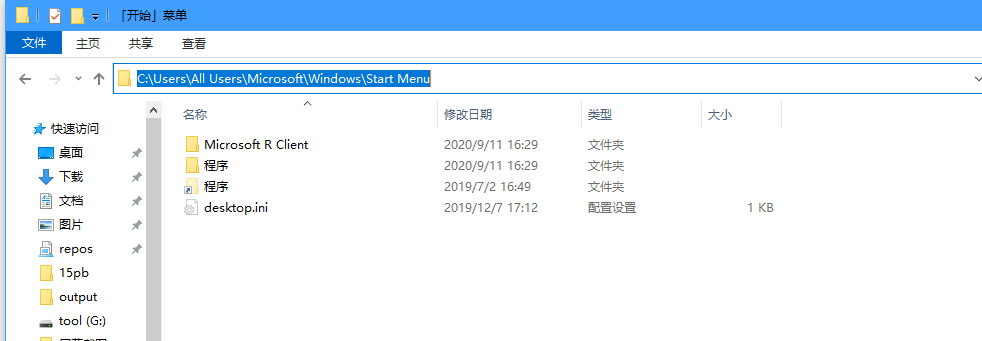 「开始」菜单
文件 主页 共享 查看
C:\Users\All Users\Microsoft\Windows\Start Menu
名称 修改日期 类型 大小
快速访问
桌面
下载
文档
图片
repos
15pb
output
tool (G:)
Microsoft R Client 2020/9/11 16:29 文件夹
程序 2020/9/11 16:29 文件夹
程序 2019/7/2 16:49 文件夹
desktop.ini 2019/12/7 17:12 配置设置 1 KB